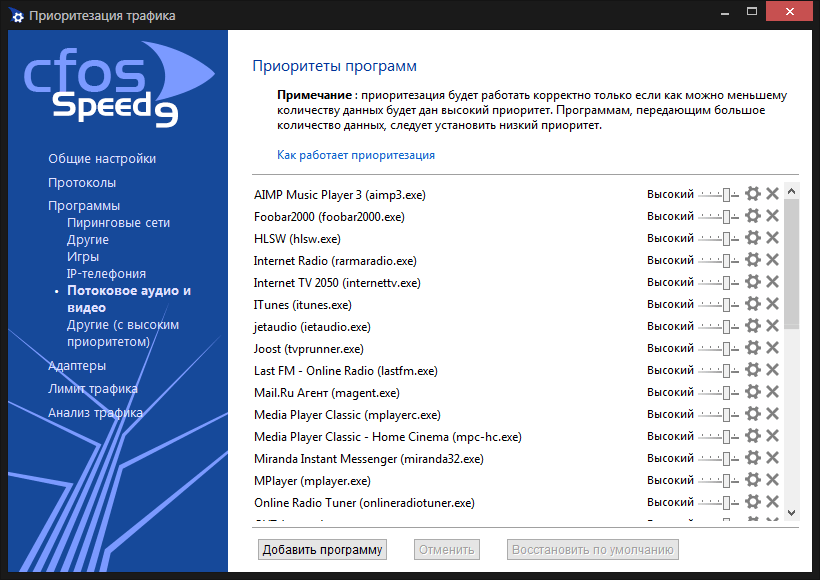 Приоритезация трафика
cfos
Speed9
Общие настройки
Протоколы
Программы
Пиринговые сети
Другие
Игры
IP-телефония
• Потоковое аудио и
видео
Другие (с высоким
приоритетом)
Адаптеры
Лимит трафика
Анализ трафика
Приоритеты программ
Примечание : приоритезация будет работать корректно только если как можно меньшему
количеству данных будет дан высокий приоритет. Программам, передающим большое
количество данных, следует установить низкий приоритет.
Как работает приоритезация
AIMP Music Player 3 (aimp3.exe) Высокий
Foobar2000 (foobar2000.exe) Высокий
HLSW (hlsw.exe) Высокий
Internet Radio (rarmaradio.exe) Высокий
Internet TV 2050 (internettv.exe) Высокий
ITunes (itunes.exe) Высокий
jetaudio (ietaudio.exe) Высокий
Joost (tvprunner.exe) Высокий
Last FM - Online Radio (lastfm.exe) Высокий
Mail.Ru Агент (magent.exe) Высокий
Media Player Classic (mplayerc.exe) Высокий
Media Player Classic - Home Cinema (mpc-hc.exe) Высокий
Miranda Instant Messenger (miranda32.exe) Высокий
MPlayer (mplayer.exe) Высокий
Online Radio Tuner (onlineradiotuner.exe) Высокий
Добавить программу
Отменить
Восстановить по умолчанию